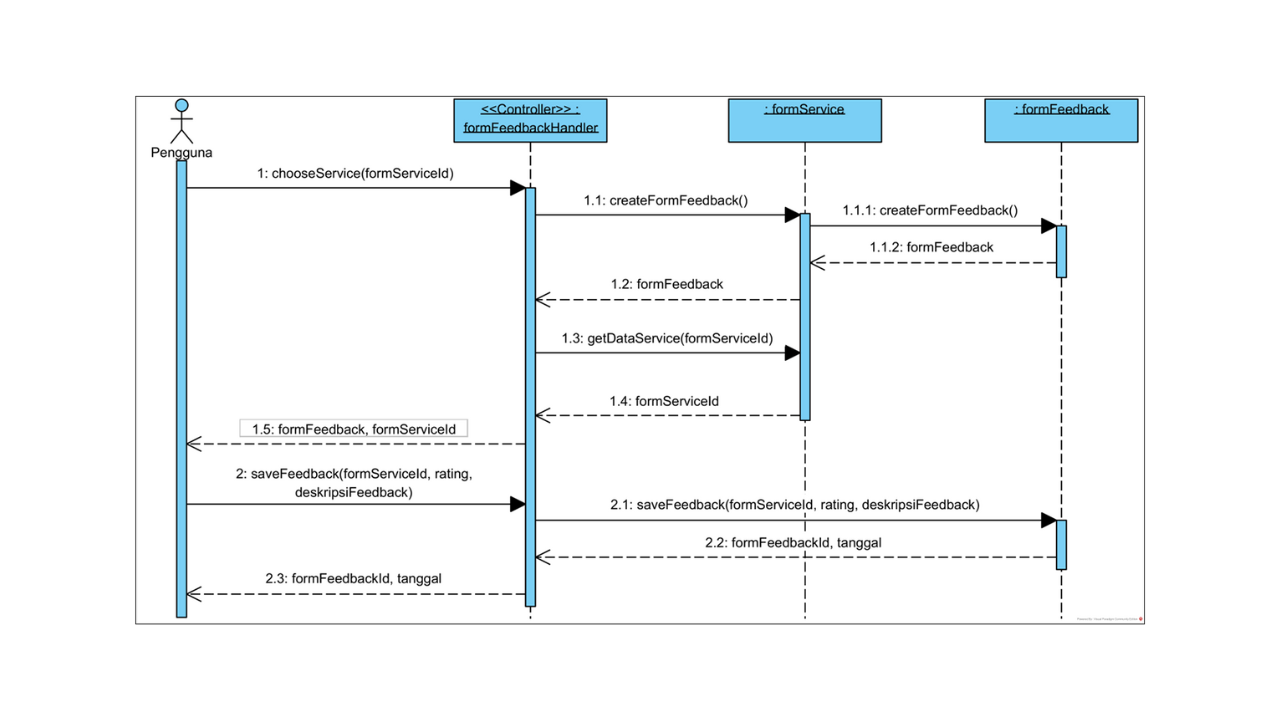 <<Controller>> :
formFeedbackHandler
: formService
: formFeedback
Pengguna
1: chooseService(formServiceId)
1.1: createFormFeedback()
1.1.1: createFormFeedback()
1.1.2: formFeedback
1.2: formFeedback
1.3: getDataService(formServiceId)
1.4: formServiceId
1.5: formFeedback, formServiceId
2: saveFeedback(formServiceId, rating,
deskripsiFeedback)
2.1: saveFeedback(formServiceId, rating, deskripsiFeedback)
2.2: formFeedbackId, tanggal
2.3: formFeedbackId, tanggal